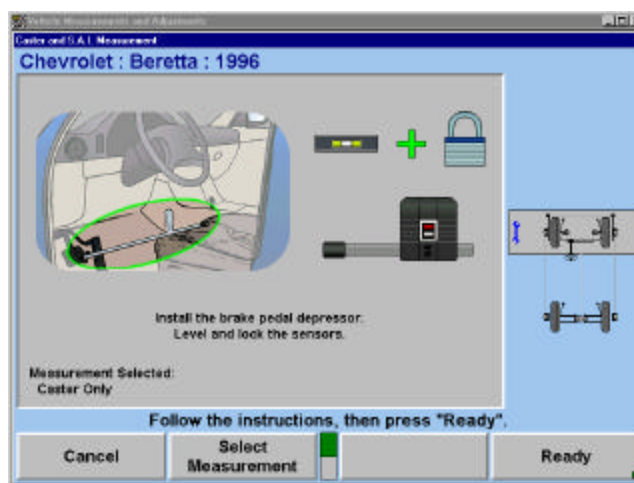 Vehicle Measurements and Adjustments
Caster and S.A.I. Measurement
Chevrolet : Beretta : 1996
Install the brake pedal depressor.
Level and lock the sensors.
Measurement Selected:
Caster Only
Follow the instructions, then press "Ready".
Cancel
Select
Measurement
Ready